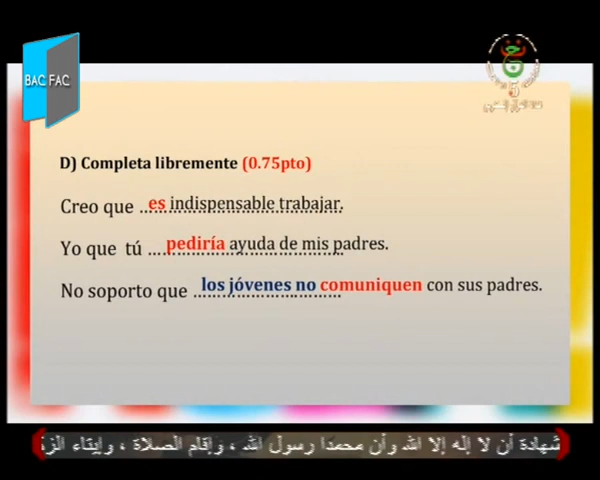 BAC FAC
D) Completa libremente (0.75pto)
Creo que ...es indispensable trabajar.
Yo que tú ...pediría ayuda de mis padres.
No soporto que ...los jóvenes no comuniquen con sus padres.
شهادة أن لا إله إلا الله وأن محمدا رسول الله ، وإقام الصلاة ، وإيتاء